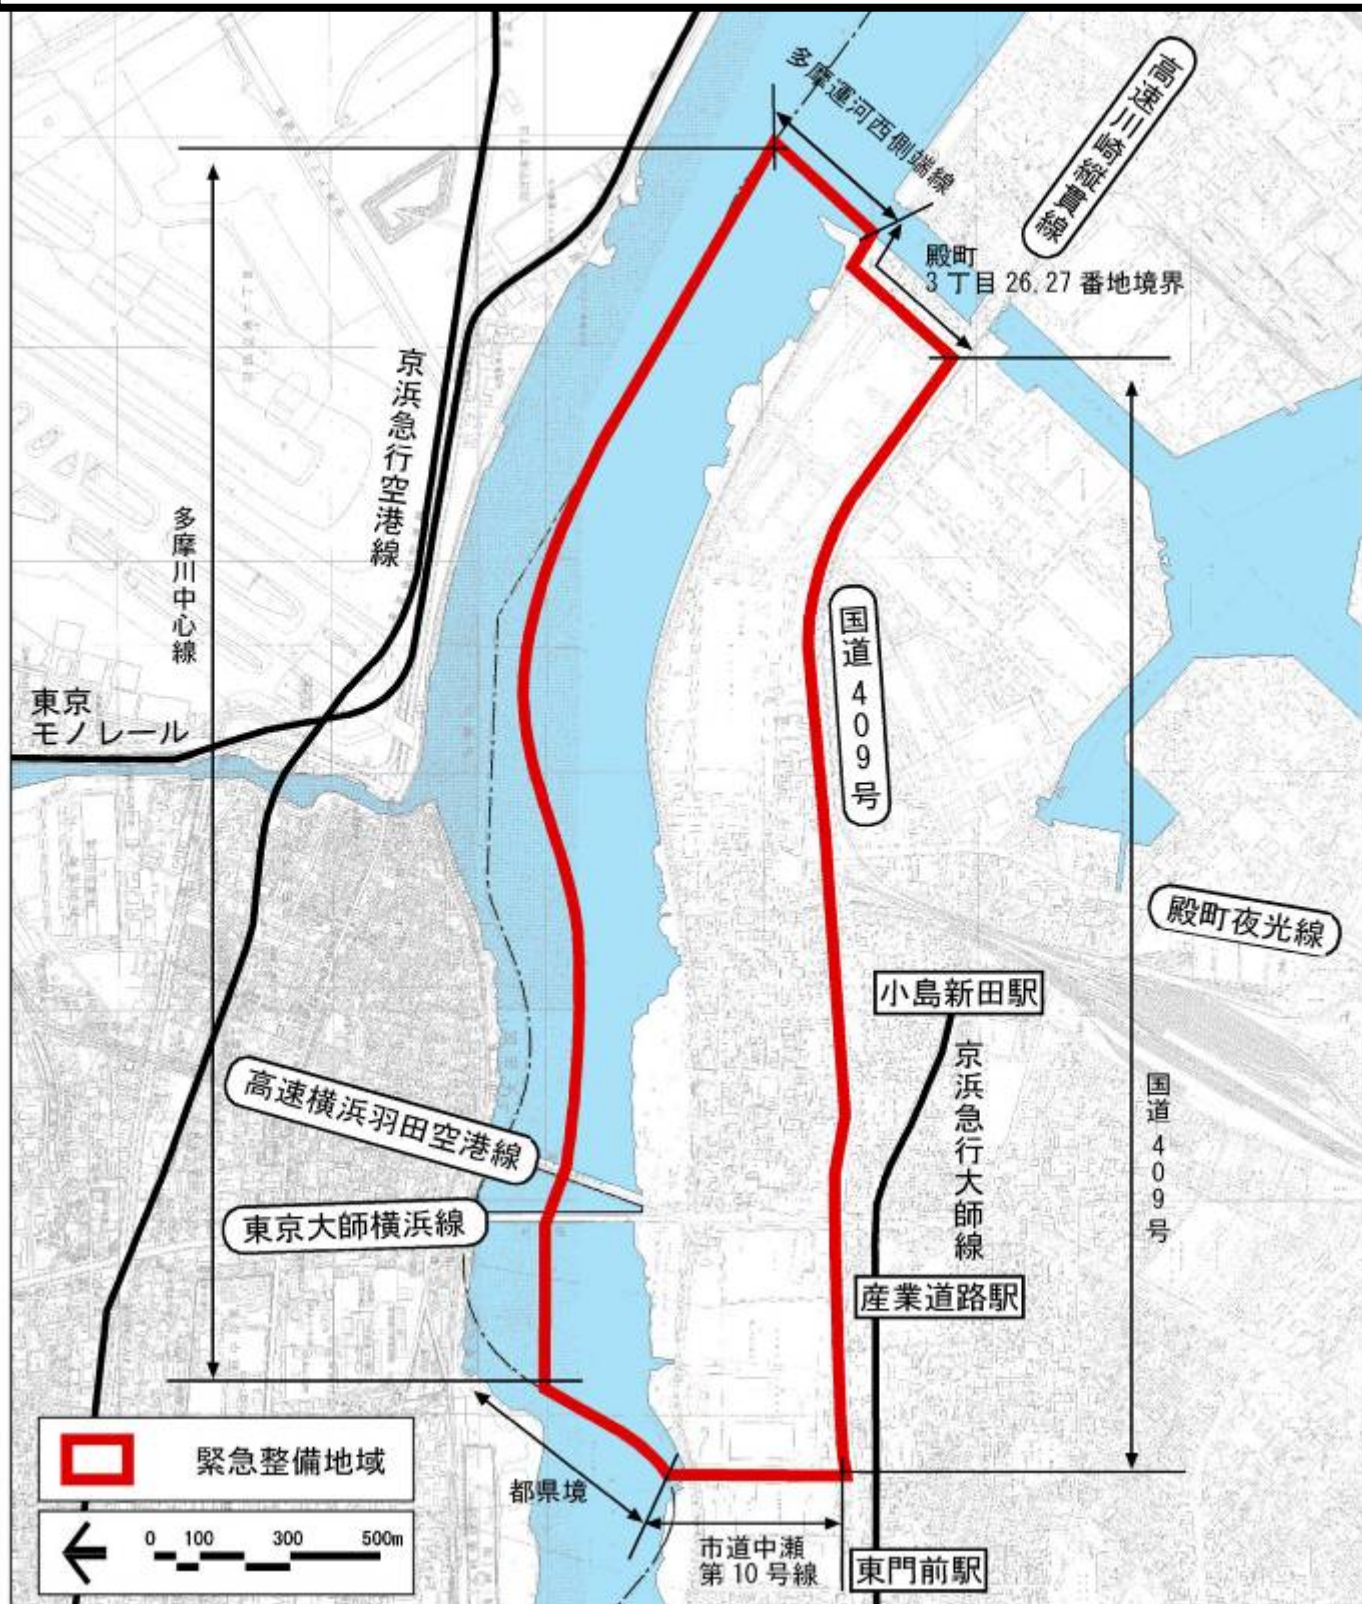 多摩運河西側端線
高速川崎縦貫線
殿町
3丁目26,27番地境界
京浜急行空港線
多摩川中心線
国道409号
東京
モノレール
殿町夜光線
小島新田駅
京浜急行大師線
国道409号
高速横浜羽田空港線
東京大師横浜線
産業道路駅
緊急整備地域
都県境
0 100 300 500m
市道中瀬
第10号線
東門前駅